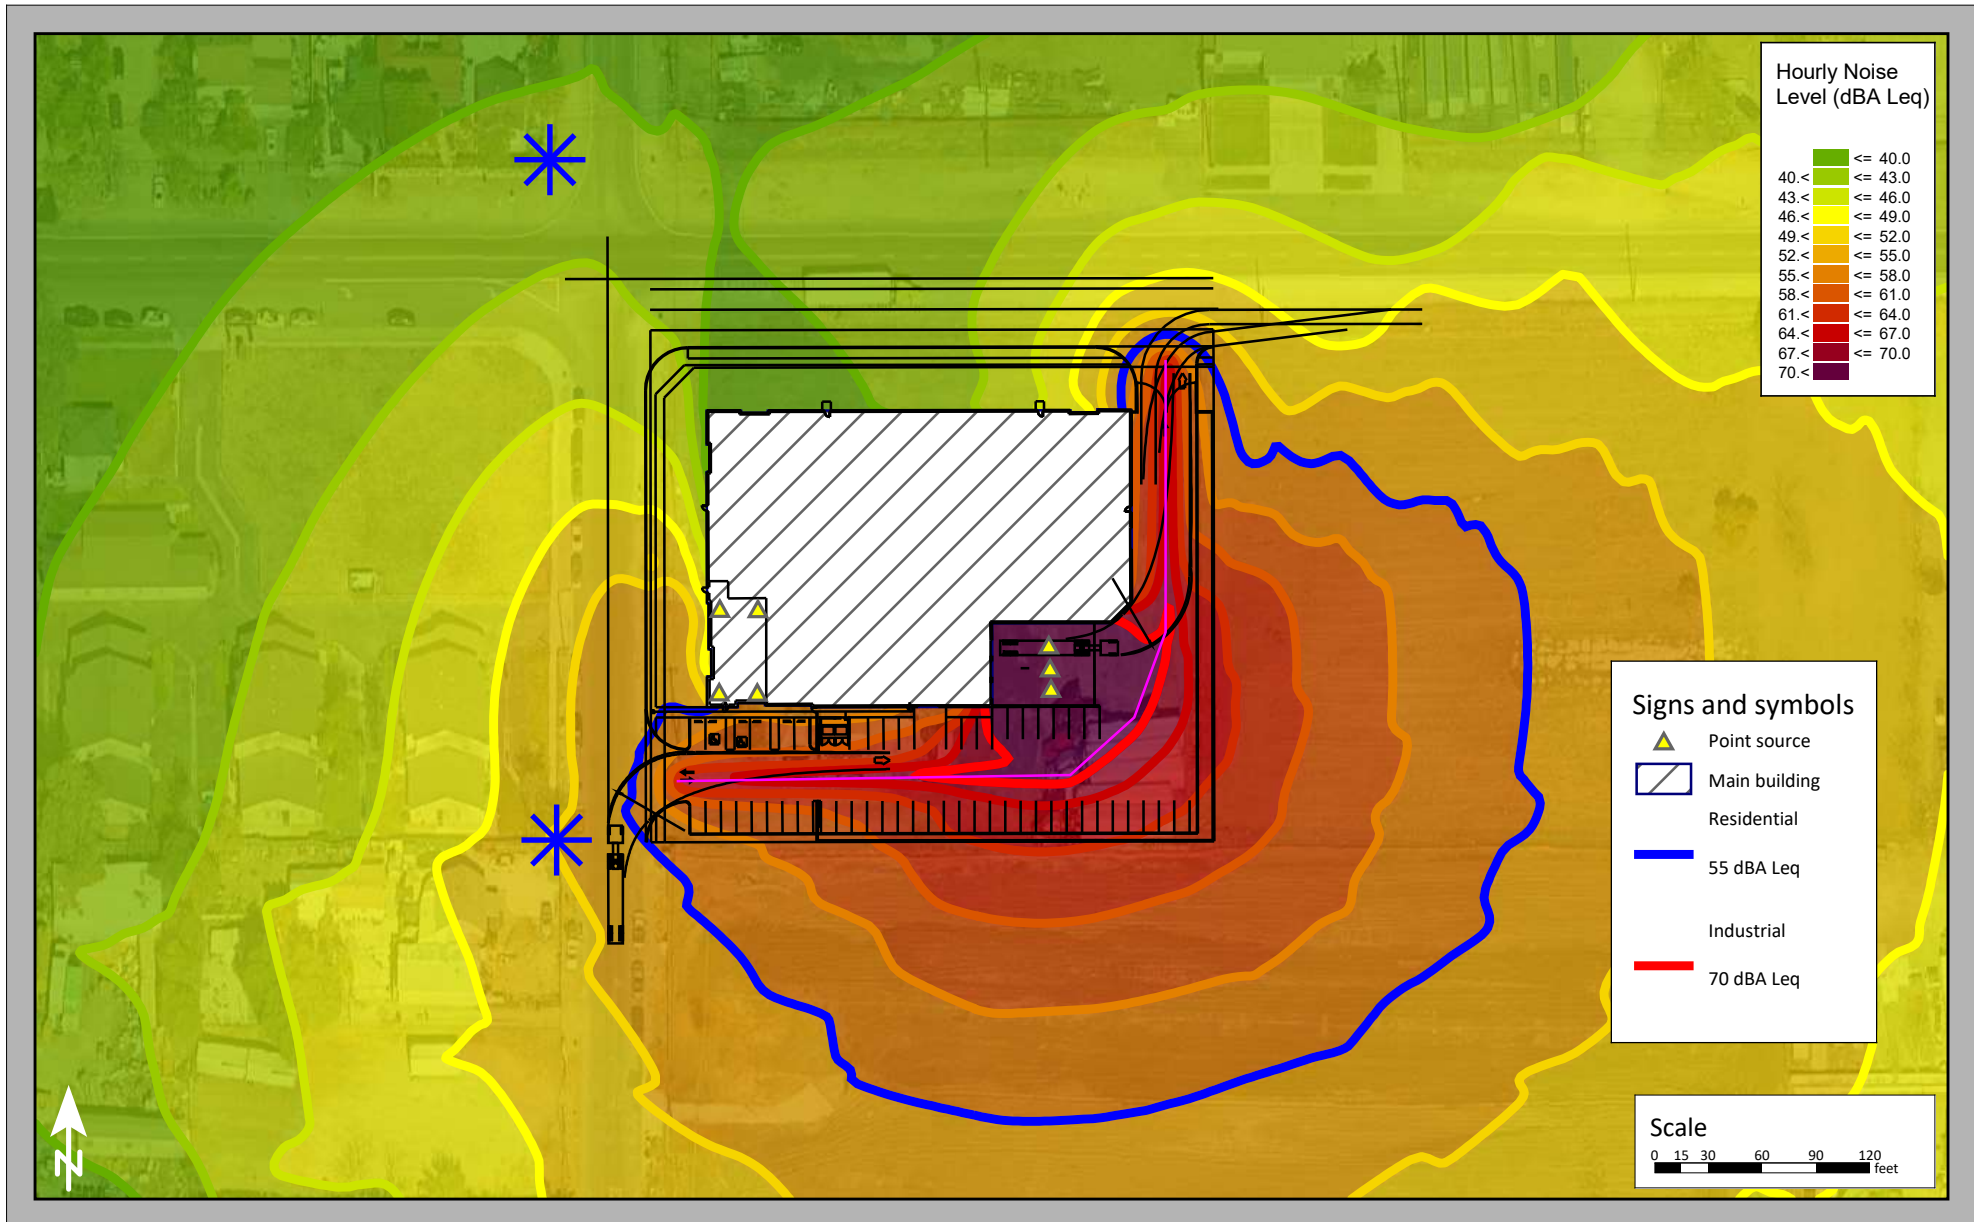 Hourly Noise
Level (dBA Leq)
<= 40.0
40.< <= 43.0
43.< <= 46.0
46.< <= 49.0
49.< <= 52.0
52.< <= 55.0
55.< <= 58.0
58.< <= 61.0
61.< <= 64.0
64.< <= 67.0
67.< <= 70.0
70.<
Signs and symbols
Point source
Main building
Residential
55 dBA Leq
Industrial
70 dBA Leq
Scale
0 15 30 60 90 120
feet
N